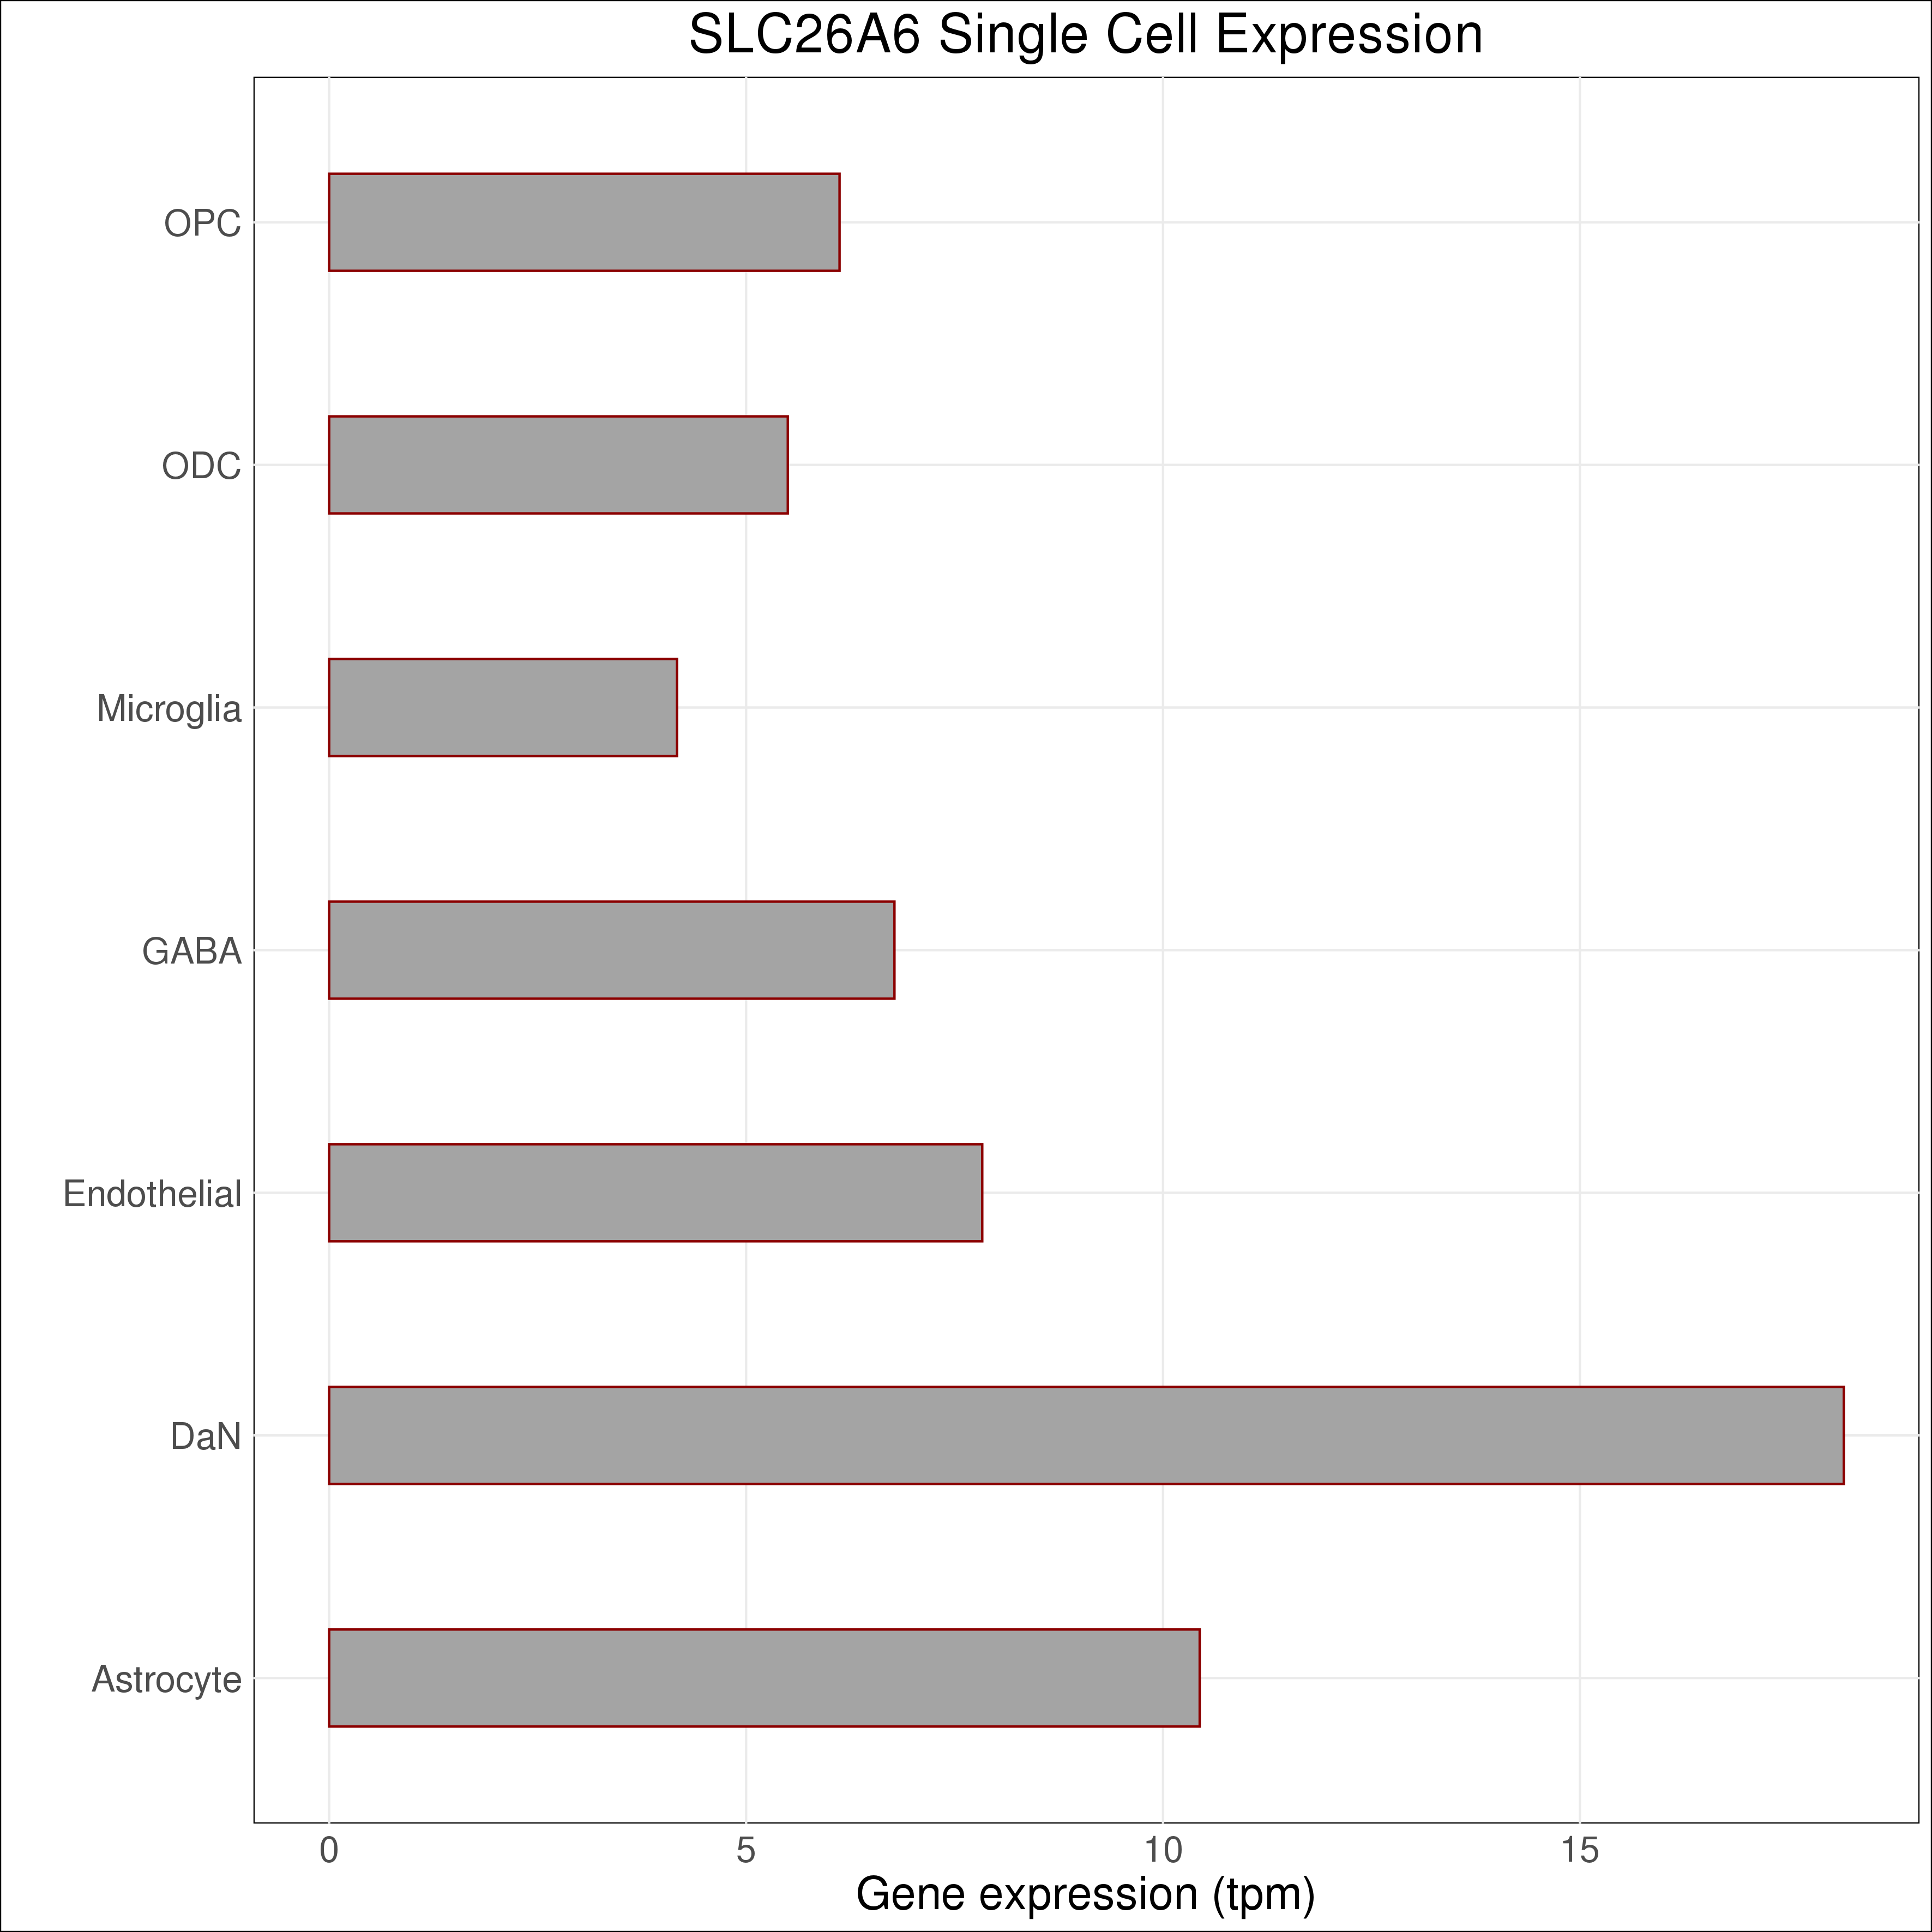 SLC26A6 Single Cell Expression
OPC
ODC
Microglia
GABA
Endothelial
DaN
Astrocyte
0 5 10 15
Gene expression (tpm)